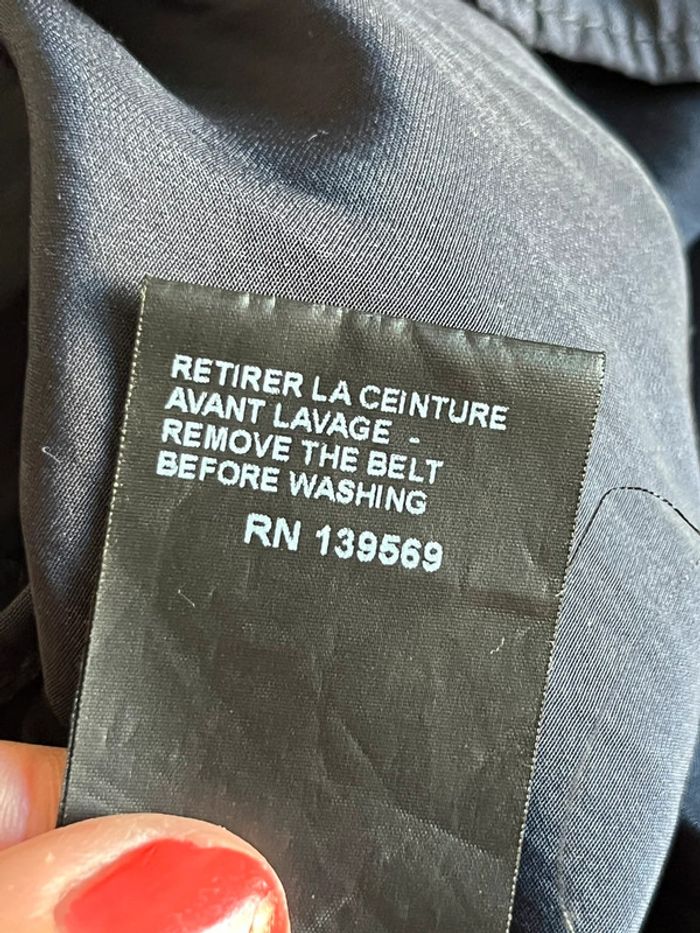 RETIRER LA CEINTURE
AVANT LAVAGE -
REMOVE THE BELT
BEFORE WASHING
RN 139569